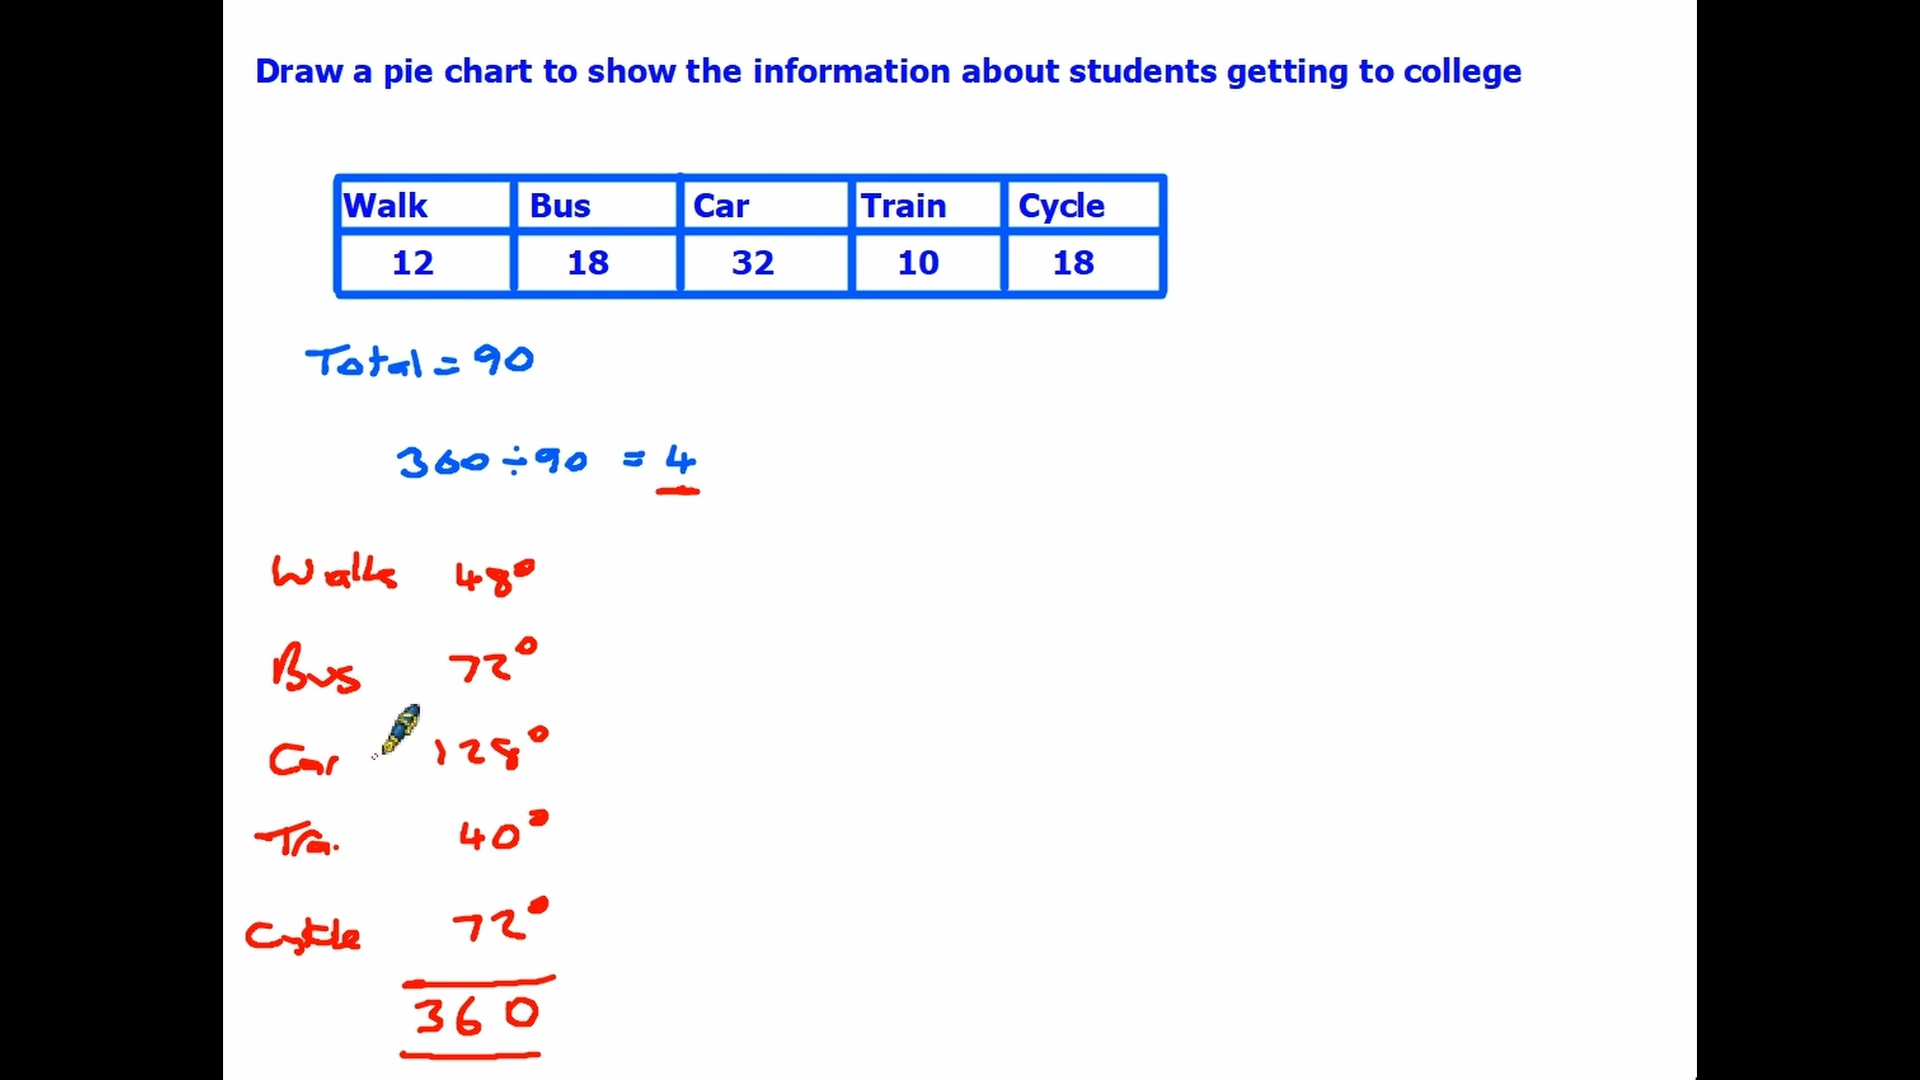 Draw a pie chart to show the information about students getting to college
Walk Bus Car Train Cycle
12 18 32 10 18
Total = 90
360 ÷ 90 = 4
Walk 48°
Bus 72°
Car 128°
Tra. 40°
Cycle 72°
360